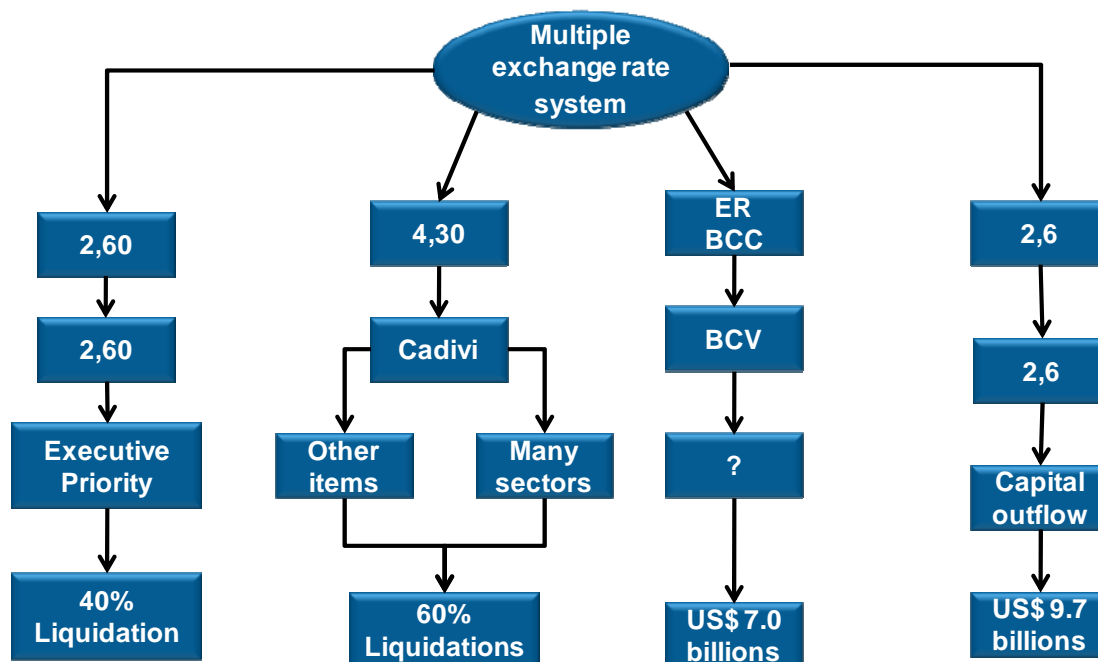 Multiple
exchange rate
system
2,60
4,30
ER
BCC
2,6
2,60
Cadivi
BCV
2,6
Executive
Priority
Other
items
Many
sectors
?
Capital
outflow
40%
Liquidation
60%
Liquidations
US$ 7.0
billions
US$ 9.7
billions